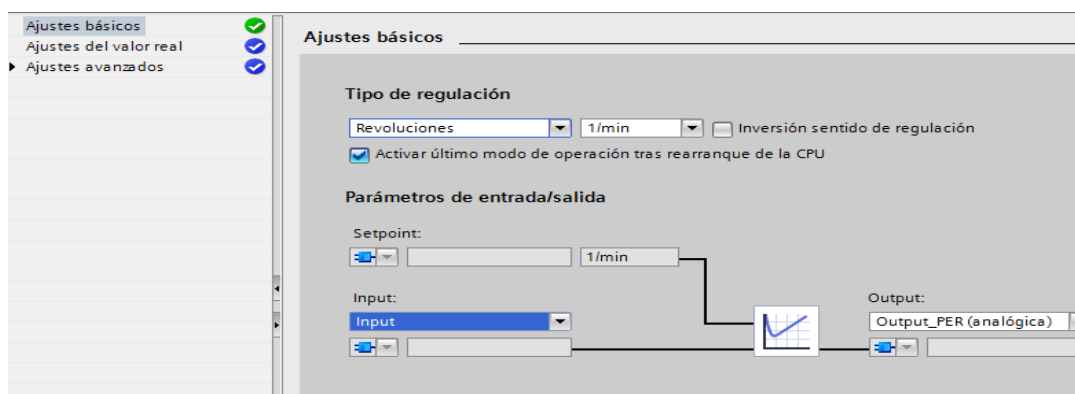 Ajustes básicos
Ajustes del valor real
Ajustes avanzados
Ajustes básicos
Tipo de regulación
Revoluciones 1/min Inversión sentido de regulación
Activar último modo de operación tras rearranque de la CPU
Parámetros de entrada/salida
Setpoint:
1/min
Input: Output:
Input Output_PER (analógica)